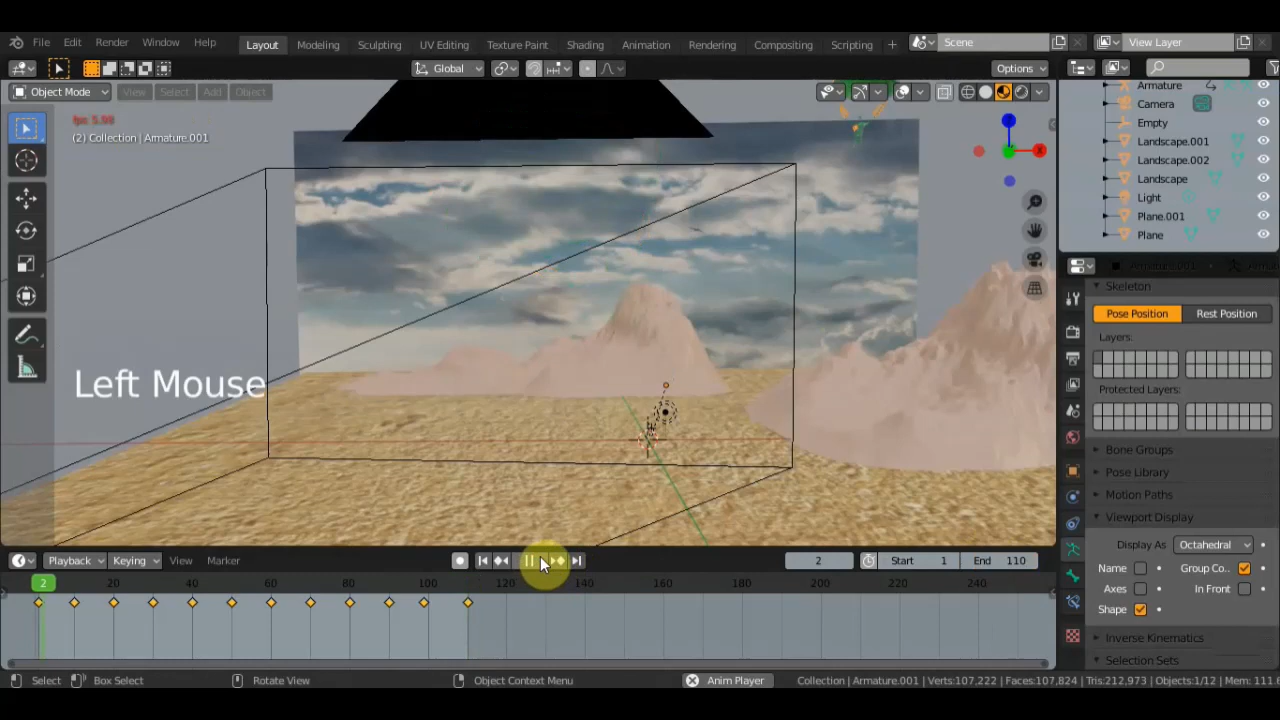 File Edit Render Window Help Layout Modeling Sculpting UV Editing Texture Paint Shading Animation Rendering Compositing Scripting + Scene View Layer
Global Options
Object Mode View Select Add Object
fps: 5.98
(2) Collection | Armature.001
Left Mouse
Armature
Camera
Empty
Landscape.001
Landscape.002
Landscape
Light
Plane.001
Plane
Armature.001
Skeleton
Pose Position Rest Position
Layers:
Protected Layers:
Bone Groups
Pose Library
Motion Paths
Viewport Display
Display As Octahedral
Name Group Co..
Axes In Front
Shape
Inverse Kinematics
Selection Sets
Playback Keying View Marker 2 Start 1 End 110
2 20 40 60 80 100 120 140 160 180 200 220 240
Select Box Select Rotate View Object Context Menu Anim Player Collection | Armature.001 | Verts:107,222 | Faces:107,824 | Tris:212,973 | Objects:1/12 | Mem: 111.